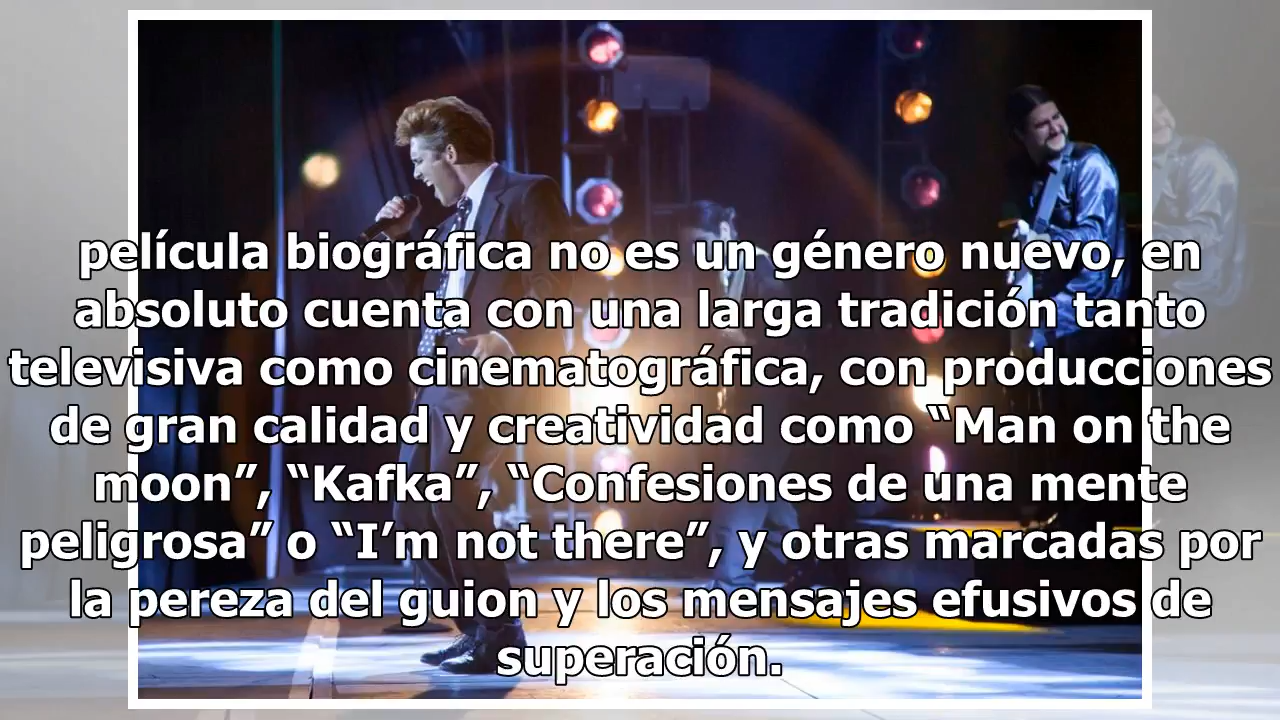 película biográfica no es un género nuevo, en
absoluto cuenta con una larga tradición tanto
televisiva como cinematográfica, con producciones
de gran calidad y creatividad como “Man on the
moon”, “Kafka”, “Confesiones de una mente
peligrosa” o “I’m not there”, y otras marcadas por
la pereza del guion y los mensajes efusivos de
superación.